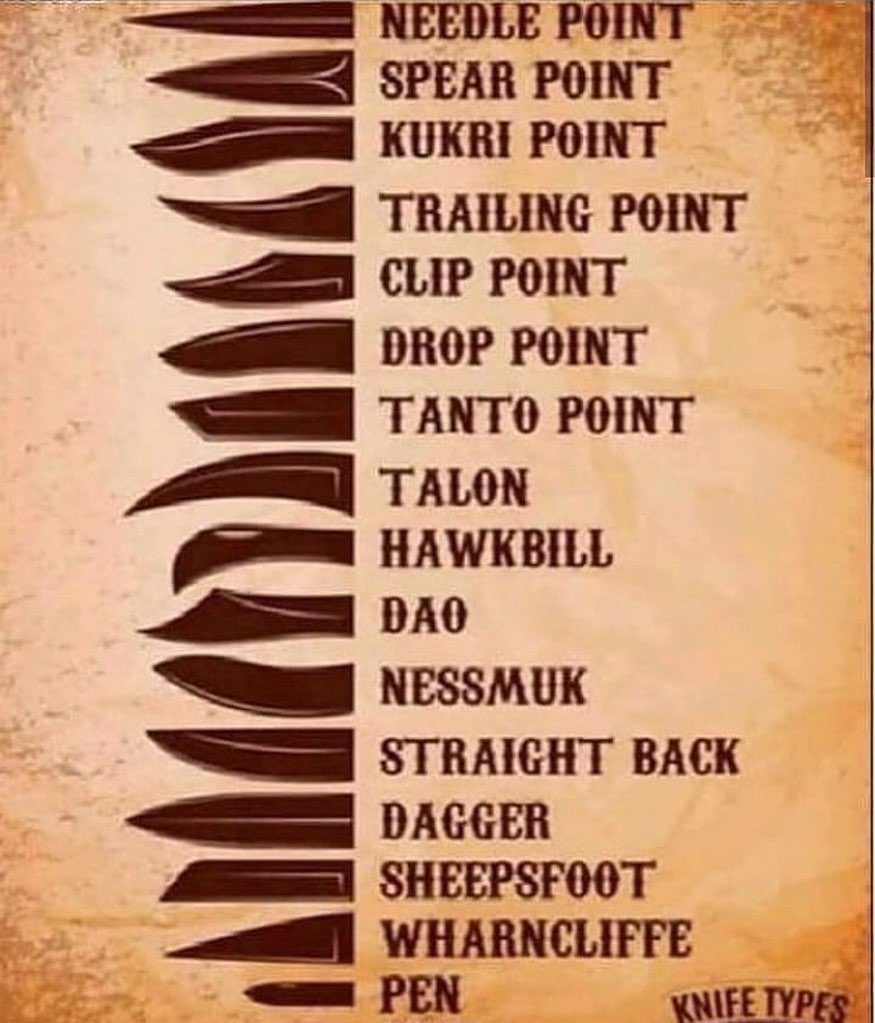 NEEDLE POINT
SPEAR POINT
KUKRI POINT
TRAILING POINT
CLIP POINT
DROP POINT
TANTO POINT
TALON
HAWKBILL
DAO
NESSMUK
STRAIGHT BACK
DAGGER
SHEEPSFOOT
WHARNCLIFFE
PEN
KNIFE TYPES